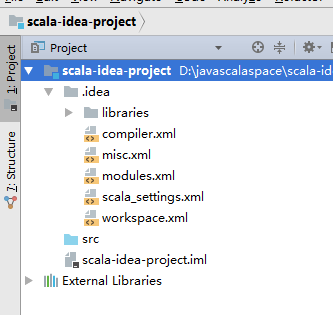 scala-idea-project
Project
1: Project
7: Structure
scala-idea-project D:\javascalaspace\scala-id
.idea
libraries
compiler.xml
misc.xml
modules.xml
scala_settings.xml
workspace.xml
src
scala-idea-project.iml
External Libraries